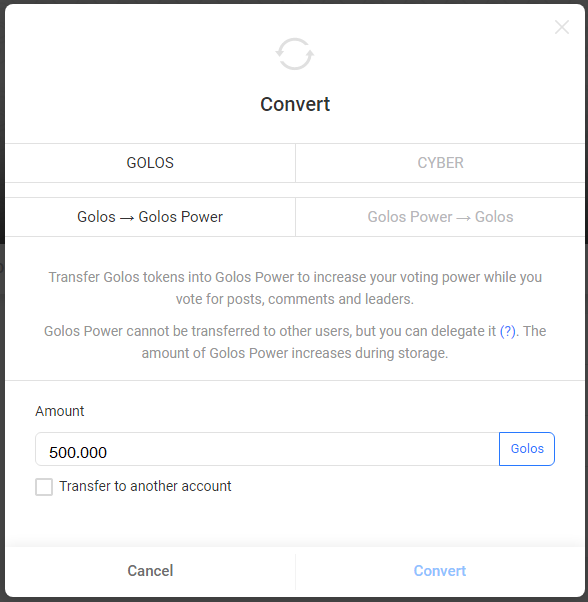 Convert
GOLOS
CYBER
Golos → Golos Power
Golos Power → Golos
Transfer Golos tokens into Golos Power to increase your voting power while you
vote for posts, comments and leaders.
Golos Power cannot be transferred to other users, but you can delegate it (?). The
amount of Golos Power increases during storage.
Amount
500.000
Golos
Transfer to another account
Cancel
Convert